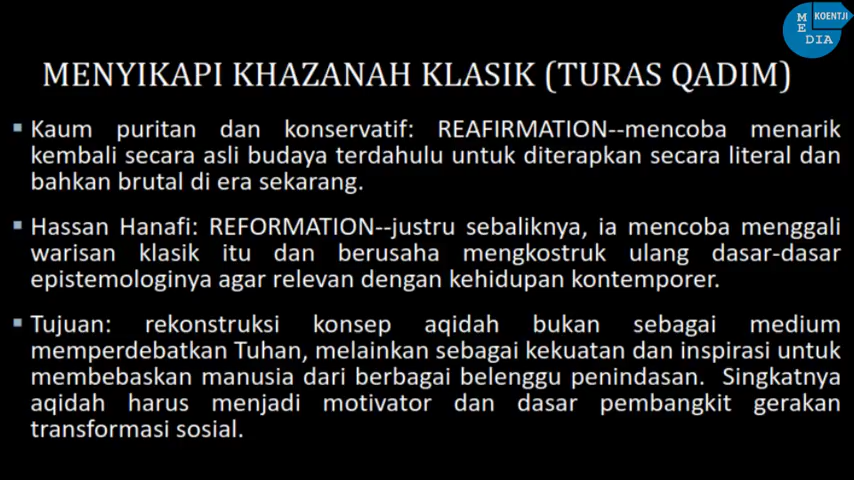 KOENTJI
ME
DIA
MENYIKAPI KHAZANAH KLASIK (TURAS QADIM)
▪ Kaum puritan dan konservatif: REAFIRMATION--mencoba menarik
kembali secara asli budaya terdahulu untuk diterapkan secara literal dan
bahkan brutal di era sekarang.
▪ Hassan Hanafi: REFORMATION--justru sebaliknya, ia mencoba menggali
warisan klasik itu dan berusaha mengkostruk ulang dasar-dasar
epistemologinya agar relevan dengan kehidupan kontemporer.
▪ Tujuan: rekonstruksi konsep aqidah bukan sebagai medium
memperdebatkan Tuhan, melainkan sebagai kekuatan dan inspirasi untuk
membebaskan manusia dari berbagai belenggu penindasan. Singkatnya
aqidah harus menjadi motivator dan dasar pembangkit gerakan
transformasi sosial.